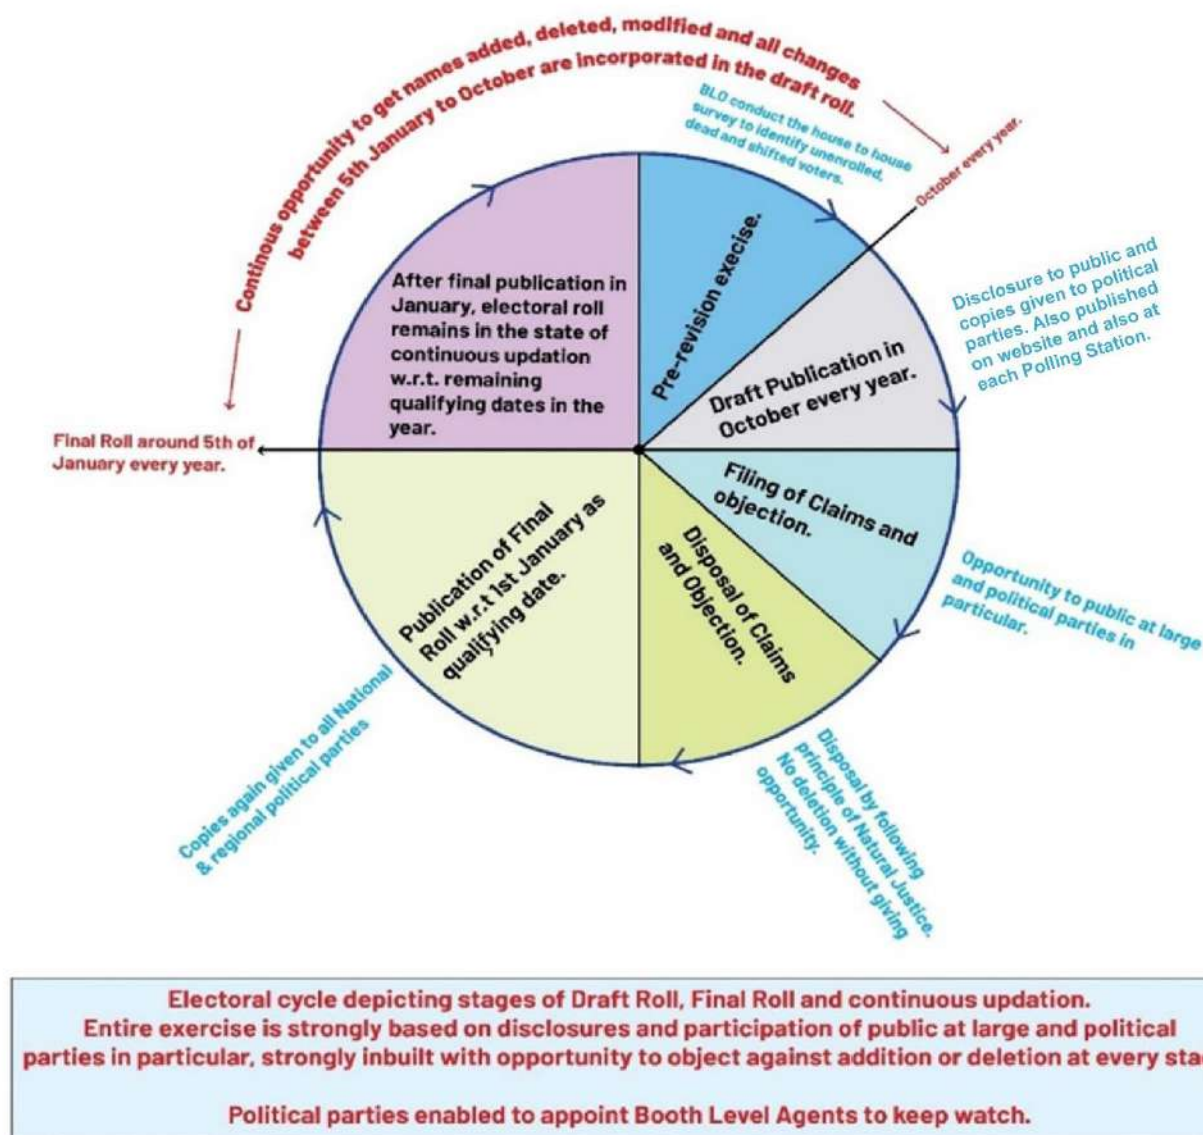 Continous opportunity to get names added, deleted, modified and all changes
between 5th January to October are incorporated in the draft roll.
BLO conduct the house to house
survey to identify unenrolled,
dead and shifted voters.
October every year.
Pre-revision execise.
Draft Publication in
October every year.
Disclosure to public and
copies given to political
parties. Also published
on website and also at
each Polling Station.
Filing of Claims and
objection.
Opportunity to public at large
and political parties in
particular.
Disposal of Claims
and Objection.
Disposal by following
principle of Natural Justice.
No deletion without giving
opportunity.
Publication of Final
Roll w.r.t 1st January as
qualifying date.
Copies again given to all National
& regional political parties
Final Roll around 5th of
January every year.
After final publication in
January, electoral roll
remains in the state of
continuous updation
w.r.t. remaining
qualifying dates in the
year.
Electoral cycle depicting stages of Draft Roll, Final Roll and continuous updation.
Entire exercise is strongly based on disclosures and participation of public at large and political
parties in particular, strongly inbuilt with opportunity to object against addition or deletion at every
Political parties enabled to appoint Booth Level Agents to keep watch.